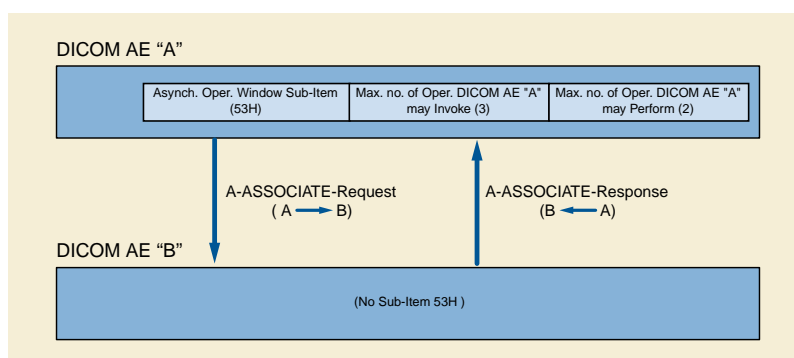 DICOM AE “A”
Asynch. Oper. Window Sub-Item
(53H)
Max. no. of Oper. DICOM AE "A"
may Invoke (3)
Max. no. of Oper. DICOM AE "A"
may Perform (2)
A-ASSOCIATE-Request
( A B)
A-ASSOCIATE-Response
(B A)
DICOM AE “B”
(No Sub-Item 53H )